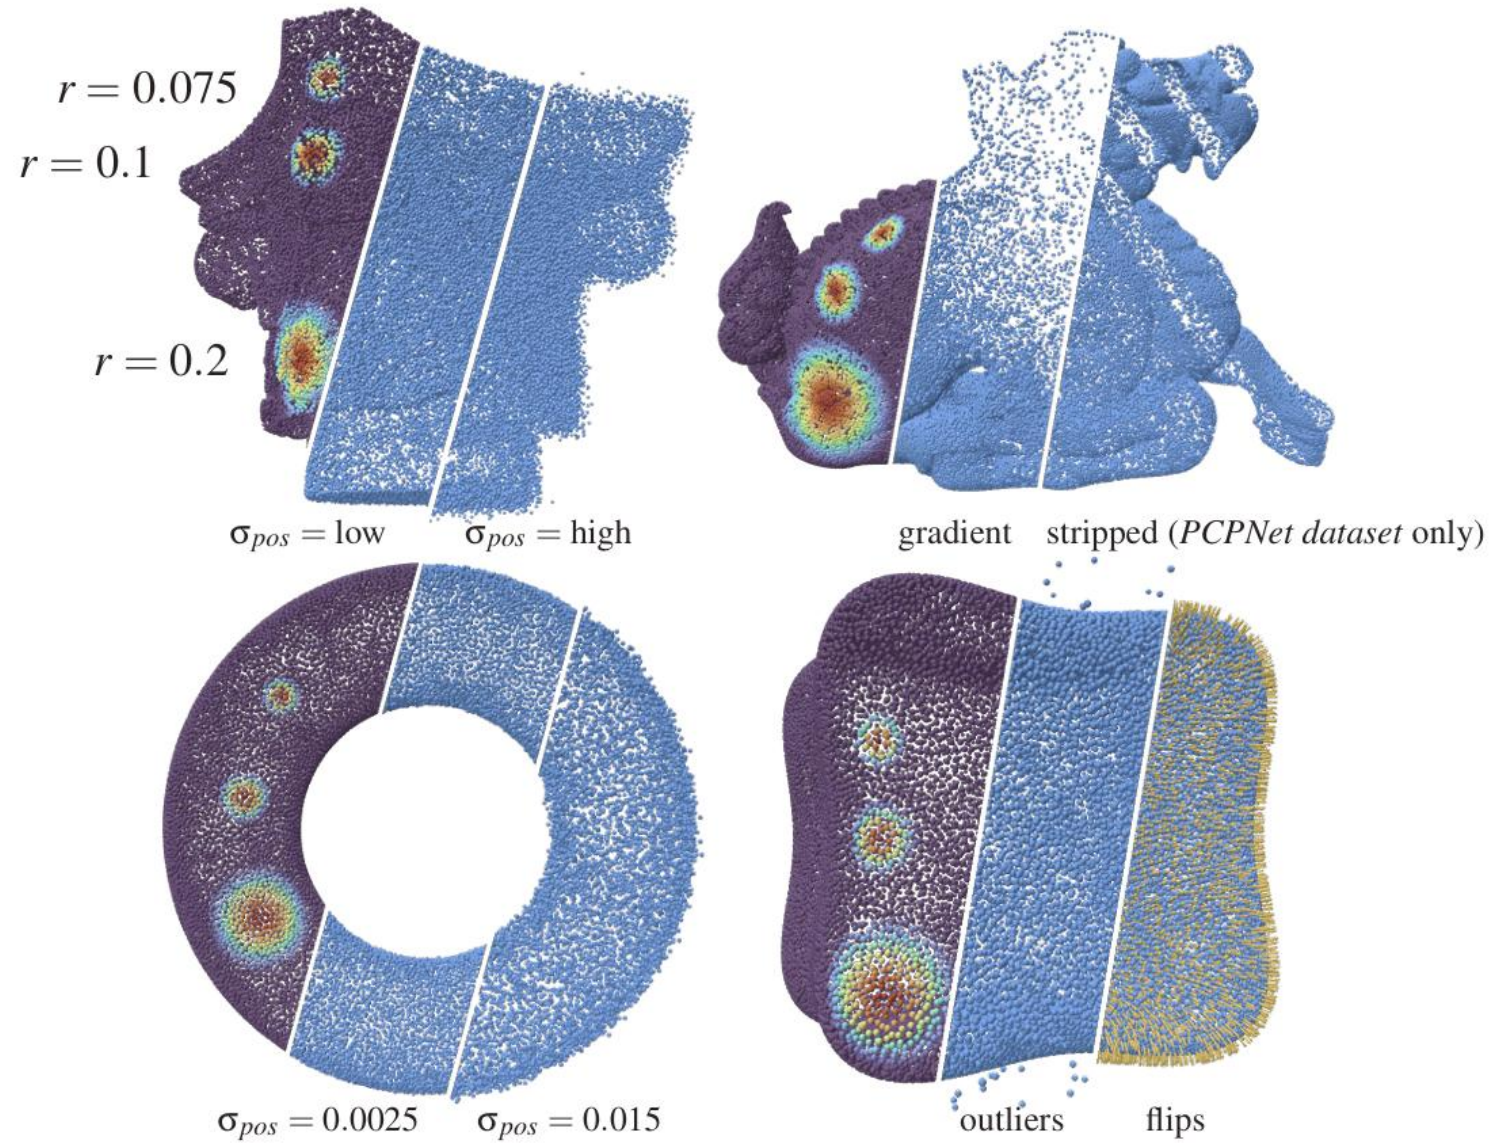 r = 0.075
r = 0.1
r = 0.2
σpos = low σpos = high
gradient stripped (PCPNet dataset only)
σpos = 0.0025 σpos = 0.015
outliers flips